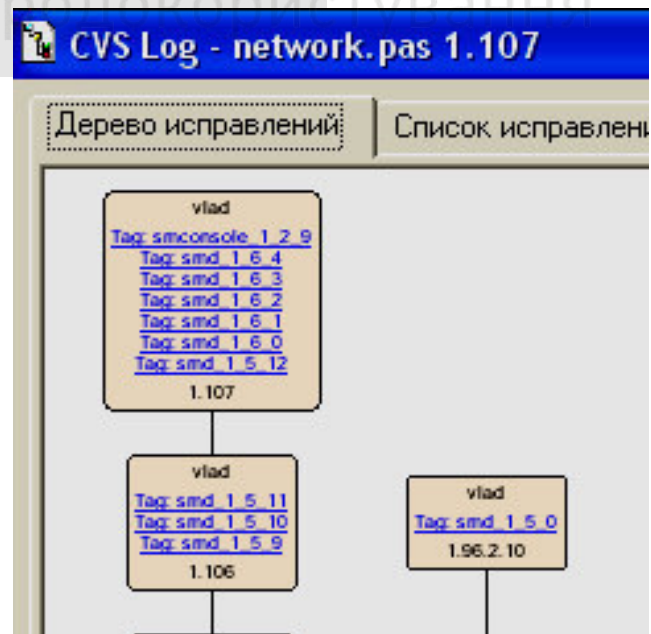 родокористування
CVS Log - network.pas 1.107
Дерево исправлений
Список исправлени
vlad
Tag: smconsole_1_2_9
Tag: smd_1_6_4
Tag: smd_1_6_3
Tag: smd_1_6_2
Tag: smd_1_6_1
Tag: smd_1_6_0
Tag: smd_1_5_12
1.107
vlad
Tag: smd_1_5_11
Tag: smd_1_5_10
Tag: smd_1_5_9
1.106
vlad
Tag: smd_1_5_0
1.96.2.10